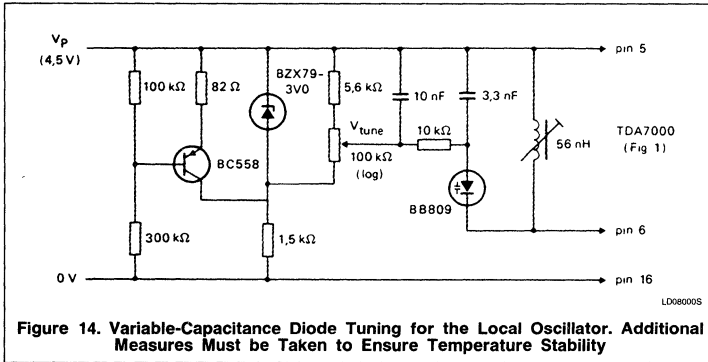 Vp
(4,5 V)
100 kΩ
82 Ω
BZX79-
3V0
5,6 kΩ
10 nF
3,3 nF
pin 5
Vtune
10 kΩ
100 kΩ
(log)
56 nH
TDA7000
(Fig 1)
BC558
BB809
300 kΩ
1,5 kΩ
pin 6
0 V
pin 16
LD08000S
Figure 14. Variable-Capacitance Diode Tuning for the Local Oscillator. Additional
Measures Must be Taken to Ensure Temperature Stability